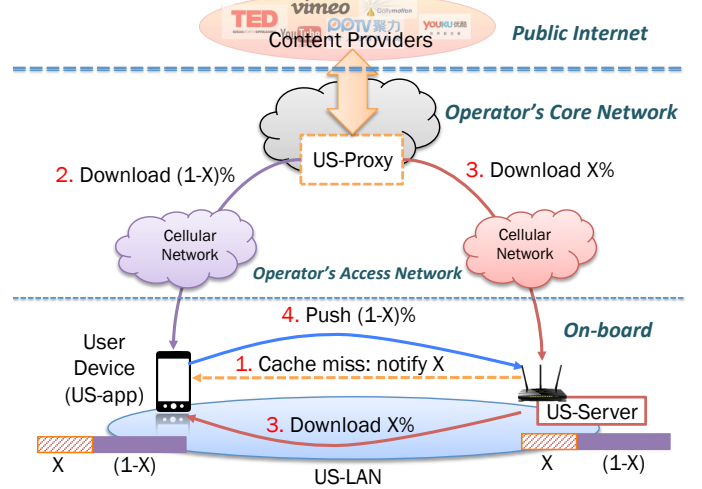 TED
vimeo
Dailymotion
YouTube
PPTV聚力
YOUKU优酷
Content Providers
Public Internet
Operator's Core Network
US-Proxy
2. Download (1-X)%
3. Download X%
Cellular
Network
Cellular
Network
Operator's Access Network
4. Push (1-X)%
On-board
User
Device
(US-app)
1. Cache miss: notify X
US-Server
3. Download X%
X
(1-X)
US-LAN
X
(1-X)